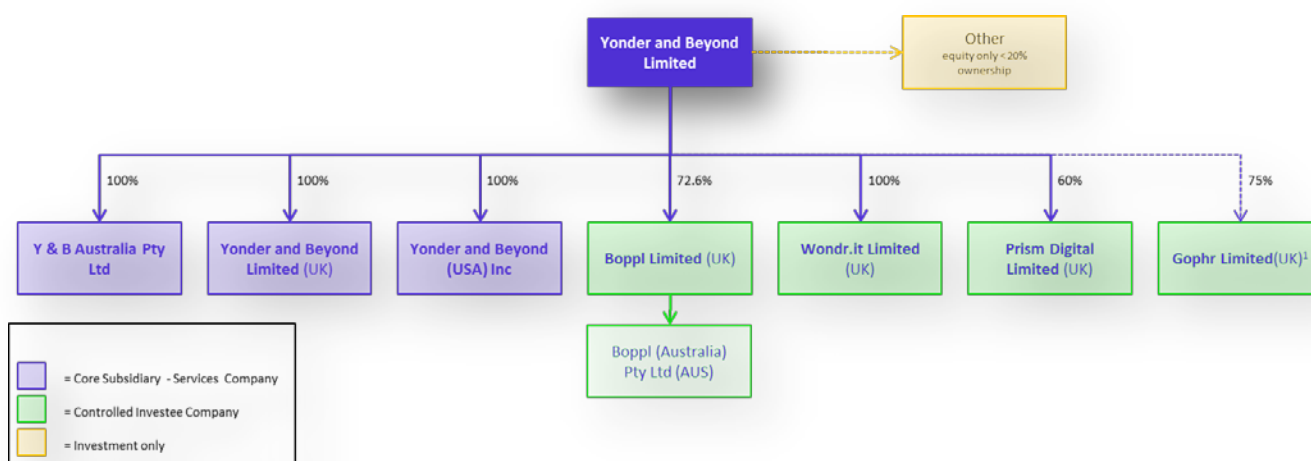 Yonder and Beyond
Limited
Other
equity only < 20%
ownership
100%
100%
100%
72.6%
100%
60%
75%
Y & B Australia Pty
Ltd
Yonder and Beyond
Limited (UK)
Yonder and Beyond
(USA) Inc
Boppl Limited (UK)
Wondr.it Limited
(UK)
Prism Digital
Limited (UK)
Gophr Limited(UK)¹
Boppl (Australia)
Pty Ltd (AUS)
= Core Subsidiary - Services Company
= Controlled Investee Company
= Investment only